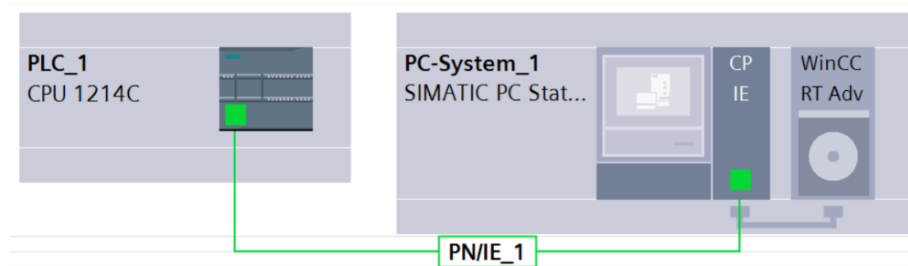 PLC_1
CPU 1214C
PC-System_1
SIMATIC PC Stat...
CP
IE
WinCC
RT Adv
PN/IE_1